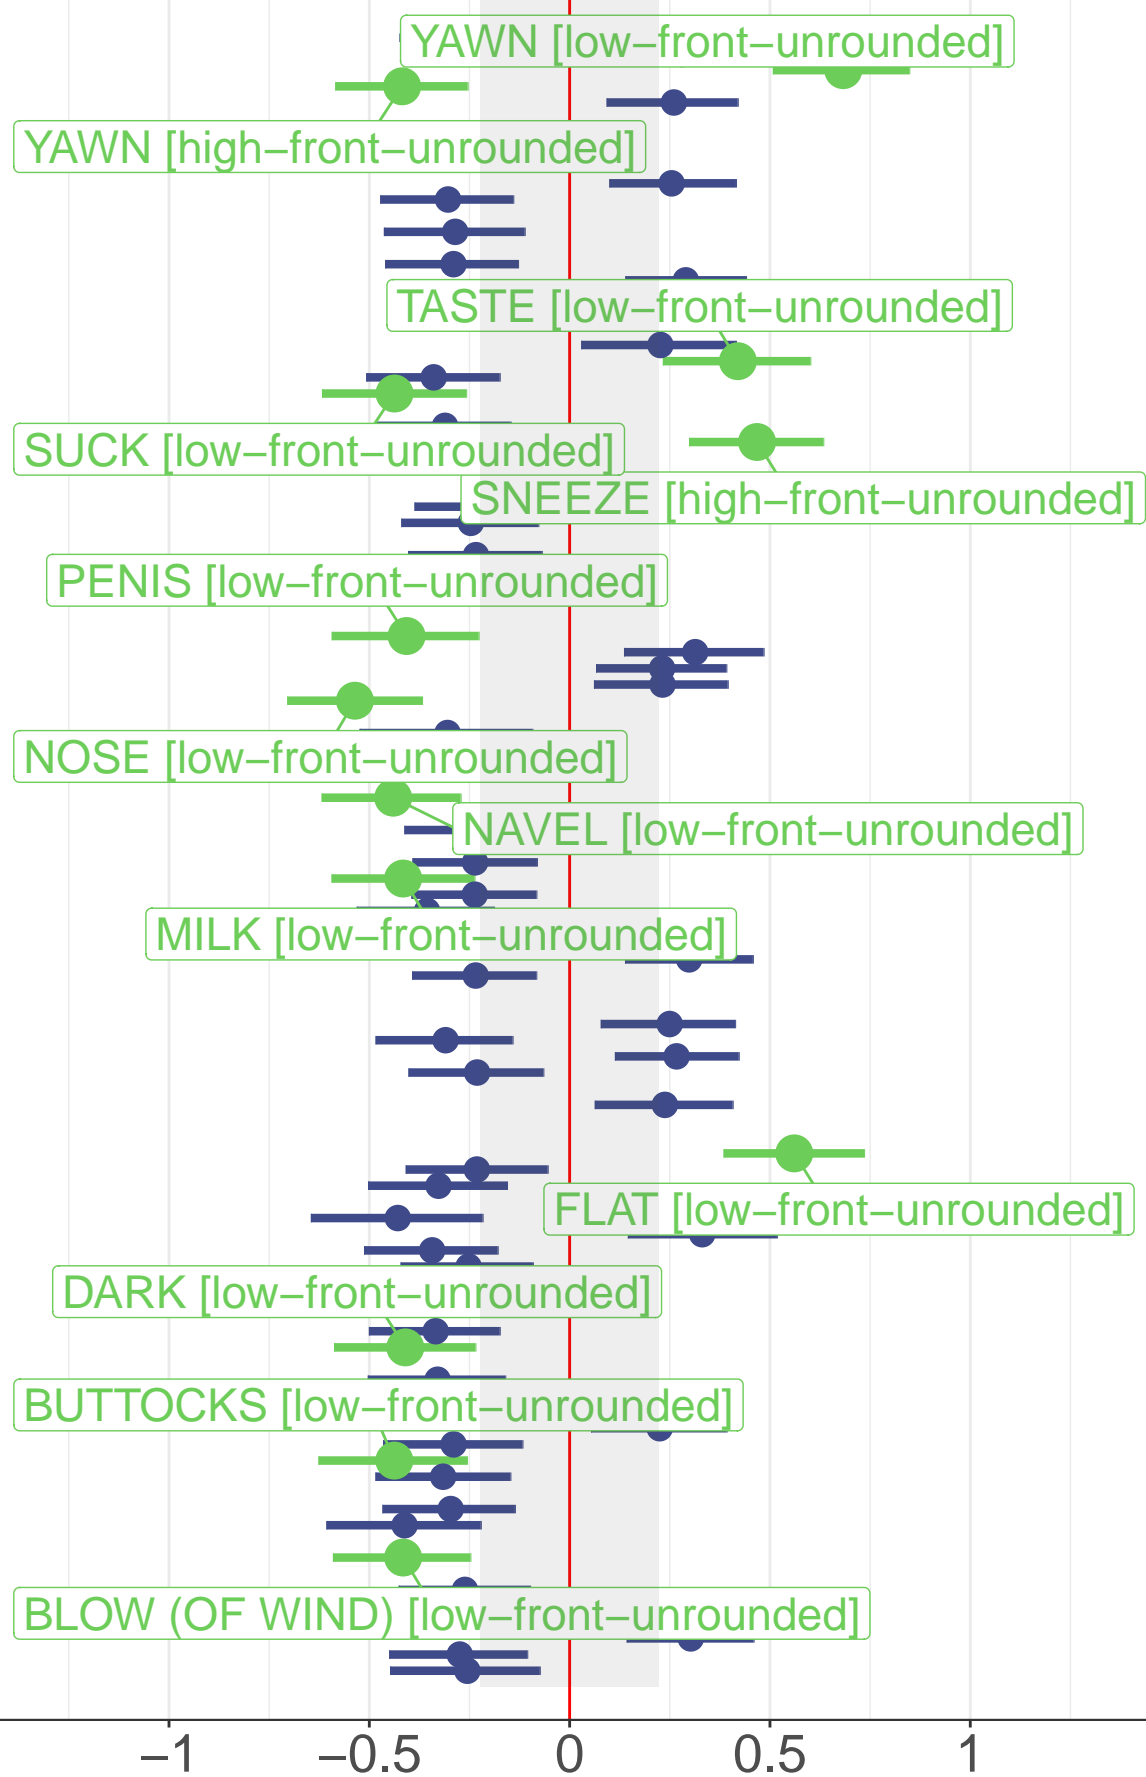 YAWN [low−front−unrounded]
YAWN [high−front−unrounded]
TASTE [low−front−unrounded]
SUCK [low−front−unrounded]
SNEEZE [high−front−unrounded]
PENIS [low−front−unrounded]
NOSE [low−front−unrounded]
NAVEL [low−front−unrounded]
MILK [low−front−unrounded]
FLAT [low−front−unrounded]
DARK [low−front−unrounded]
BUTTOCKS [low−front−unrounded]
BLOW (OF WIND) [low−front−unrounded]
−1 −0.5 0 0.5 1